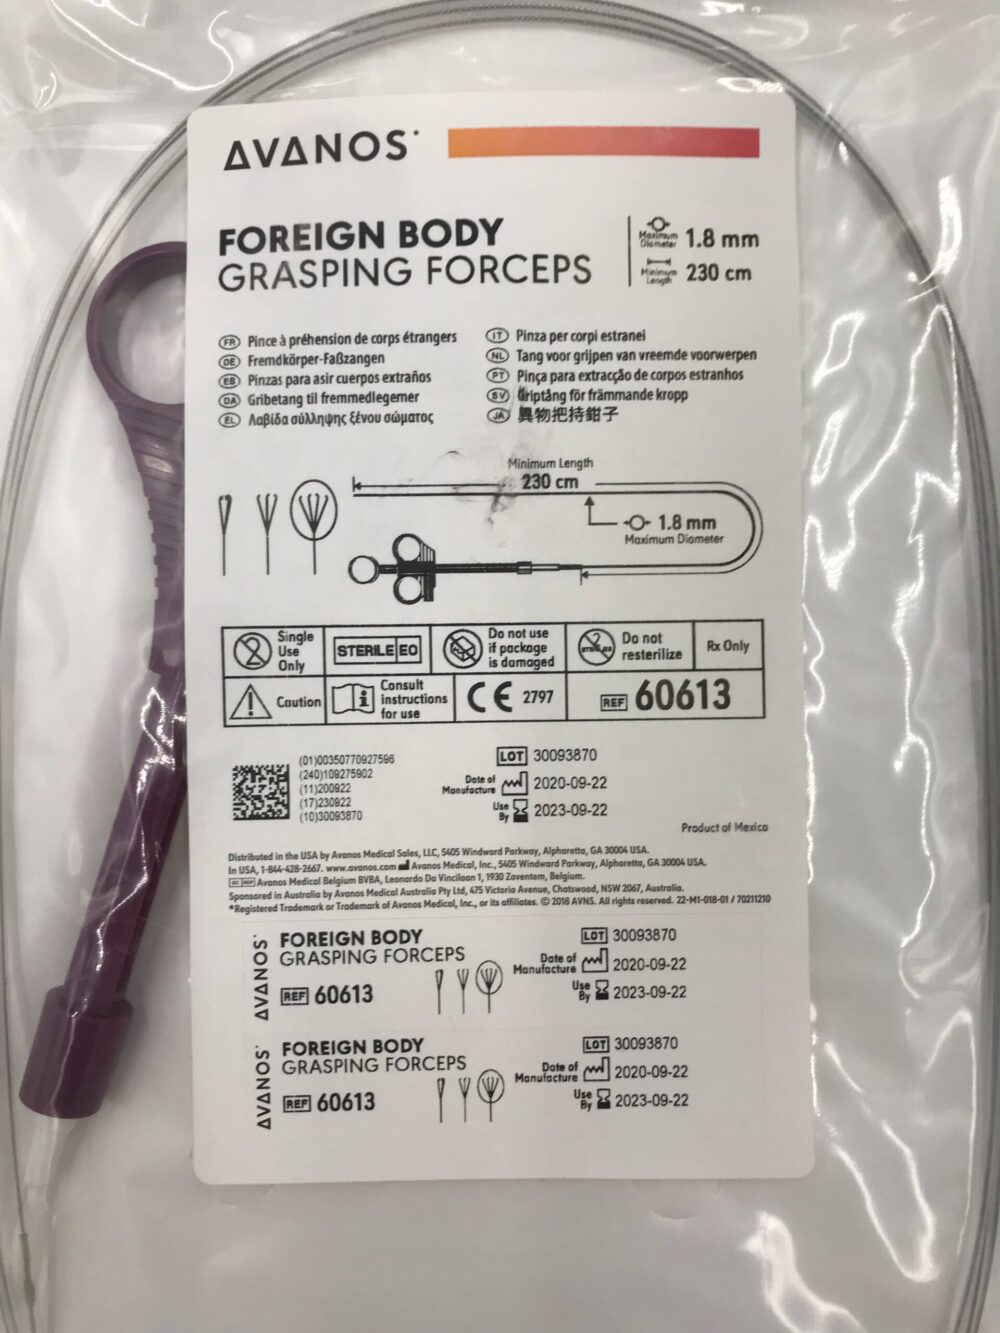 AVANOS*
FOREIGN BODY
GRASPING FORCEPS
Maximum Diameter 1.8 mm
Minimum Length 230 cm
FR Pince à préhension de corps étrangers
DE Fremdkörper-Faßzangen
ES Pinzas para asir cuerpos extraños
DA Gribetang til fremmedlegemer
EL Λαβίδα σύλληψης ξένου σώματος
IT Pinza per corpi estranei
NL Tang voor grijpen van vreemde voorwerpen
PT Pinça para extracção de corpos estranhos
SV Griptång för främmande kropp
JA 異物把持鉗子
Minimum Length
230 cm
1.8 mm
Maximum Diameter
2 Single Use Only
STERILE EO
Do not use if package is damaged
2 STERILIZE Do not resterilize
Rx Only
Caution
i Consult instructions for use
CE 2797
REF 60613
(01)00350770927596
(240)109275902
(11)200922
(17)230922
(10)30093870
LOT 30093870
Date of Manufacture 2020-09-22
Use By 2023-09-22
Product of Mexico
Distributed in the USA by Avanos Medical Sales, LLC, 5405 Windward Parkway, Alpharetta, GA 30004 USA.
In USA, 1-844-428-2667. www.avanos.com Avanos Medical, Inc., 5405 Windward Parkway, Alpharetta, GA 30004 USA.
EC REP Avanos Medical Belgium BVBA, Leonardo Da Vincilaan 1, 1930 Zaventem, Belgium.
Sponsored in Australia by Avanos Medical Australia Pty Ltd, 475 Victoria Avenue, Chatswood, NSW 2067, Australia.
*Registered Trademark or Trademark of Avanos Medical, Inc., or its affiliates. © 2018 AVNS. All rights reserved. 22-M1-018-01 / 70211210
AVANOS*
FOREIGN BODY
GRASPING FORCEPS
REF 60613
LOT 30093870
Date of Manufacture 2020-09-22
Use By 2023-09-22
AVANOS*
FOREIGN BODY
GRASPING FORCEPS
REF 60613
LOT 30093870
Date of Manufacture 2020-09-22
Use By 2023-09-22